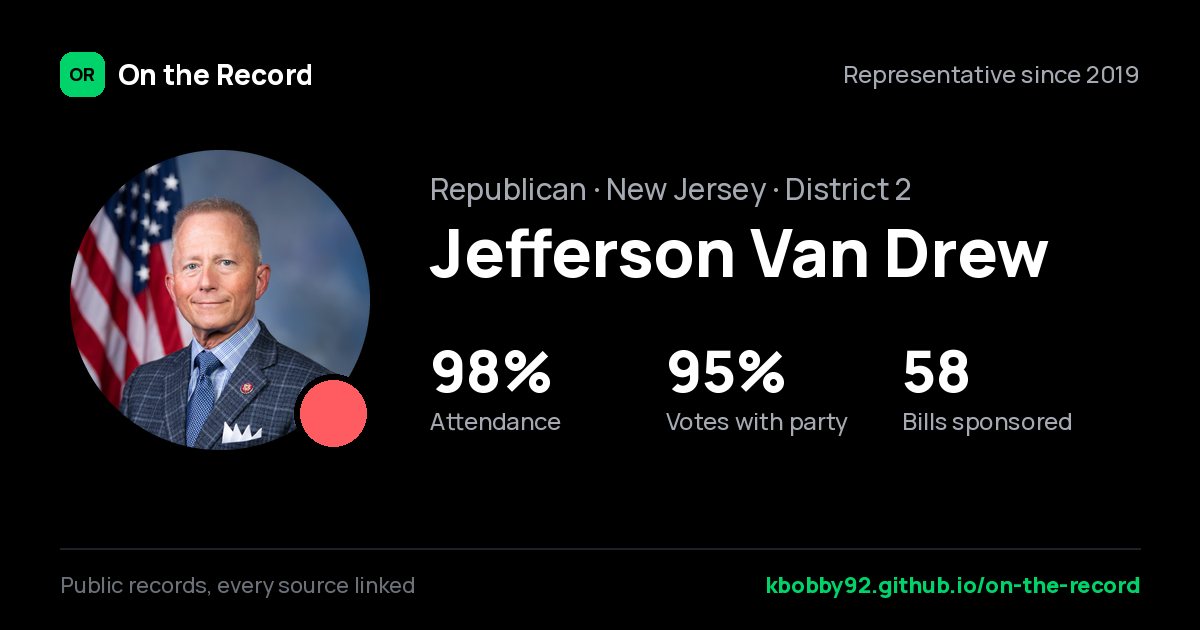 OR On the Record
Representative since 2019
Republican · New Jersey · District 2
Jefferson Van Drew
98% 95% 58
Attendance Votes with party Bills sponsored
Public records, every source linked
kbobby92.github.io/on-the-record